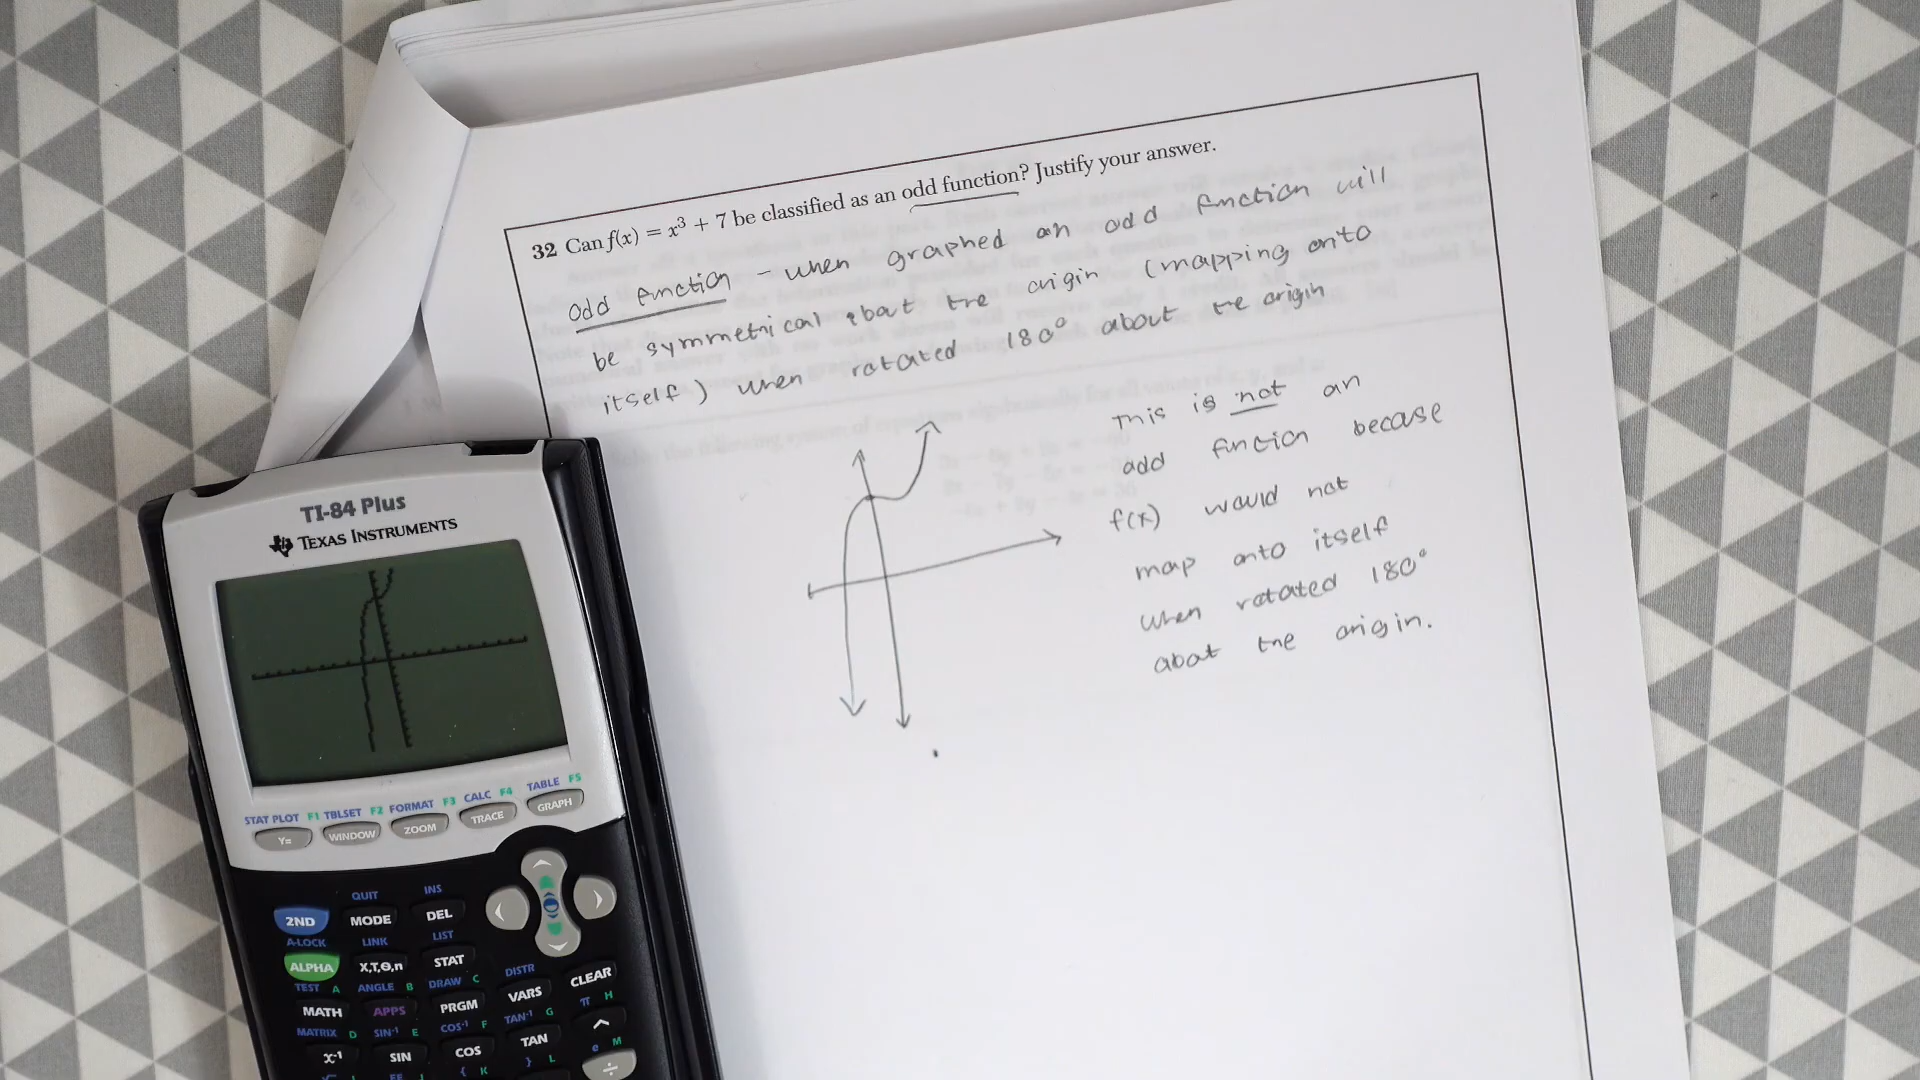 32 Can f(x) = x³ + 7 be classified as an odd function? Justify your answer.
odd function - when graphed an odd function will
be symmetrical about the origin (mapping onto
itself) when rotated 180° about the origin
This is not an
odd function because
f(x) would not
map onto itself
when rotated 180°
about the origin.
TI-84 Plus
TEXAS INSTRUMENTS
STAT PLOT F1 TBLSET F2 FORMAT F3 CALC F4 TABLE F5
Y= WINDOW ZOOM TRACE GRAPH
QUIT INS
2ND MODE DEL
A-LOCK LINK LIST
ALPHA X,T,Θ,n STAT
TEST A ANGLE B DRAW C DISTR
MATH APPS PRGM VARS CLEAR
MATRIX D SIN⁻¹ E COS⁻¹ F TAN⁻¹ G π H
x⁻¹ SIN COS TAN ^
EE J { K } L e M
÷